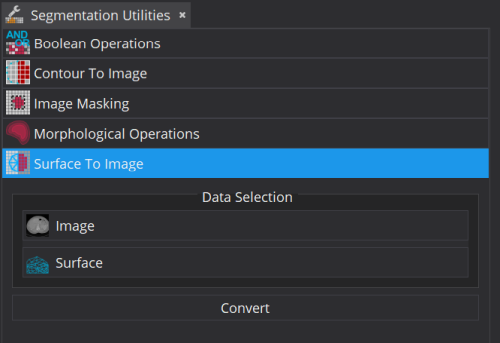 Segmentation Utilities
AND
OR
Boolean Operations
Contour To Image
Image Masking
Morphological Operations
Surface To Image
Data Selection
Image
Surface
Convert